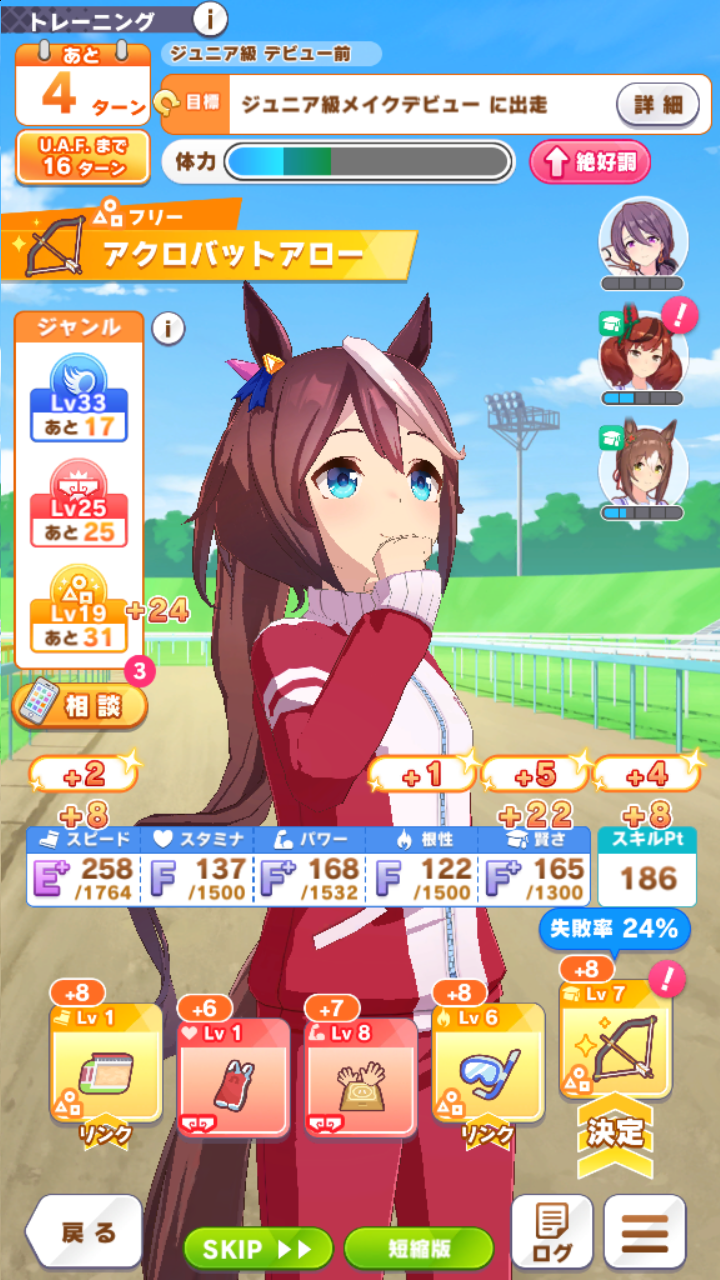 トレーニング i
ジュニア級 デビュー前
あと
4 ターン
目標 ジュニア級メイクデビュー に出走 詳細
U.A.F. まで
16 ターン
体力 絶好調
フリー
アクロバットアロー
ジャンル i
!
Lv33
あと 17
Lv25
あと 25
Lv19 +24
あと 31
3
相談
+2 +1 +5 +4
+8 +22 +8
スピード スタミナ パワー 根性 賢さ スキルPt
E+ 258 F 137 F+ 168 F 122 F+ 165 186
/1764 /1500 /1532 /1500 /1300
失敗率 24%
+8 +6 +7 +8 +8 !
Lv 1 Lv 1 Lv 8 Lv 6 Lv 7
リンク リンク 決定
戻る SKIP 短縮版 ログ